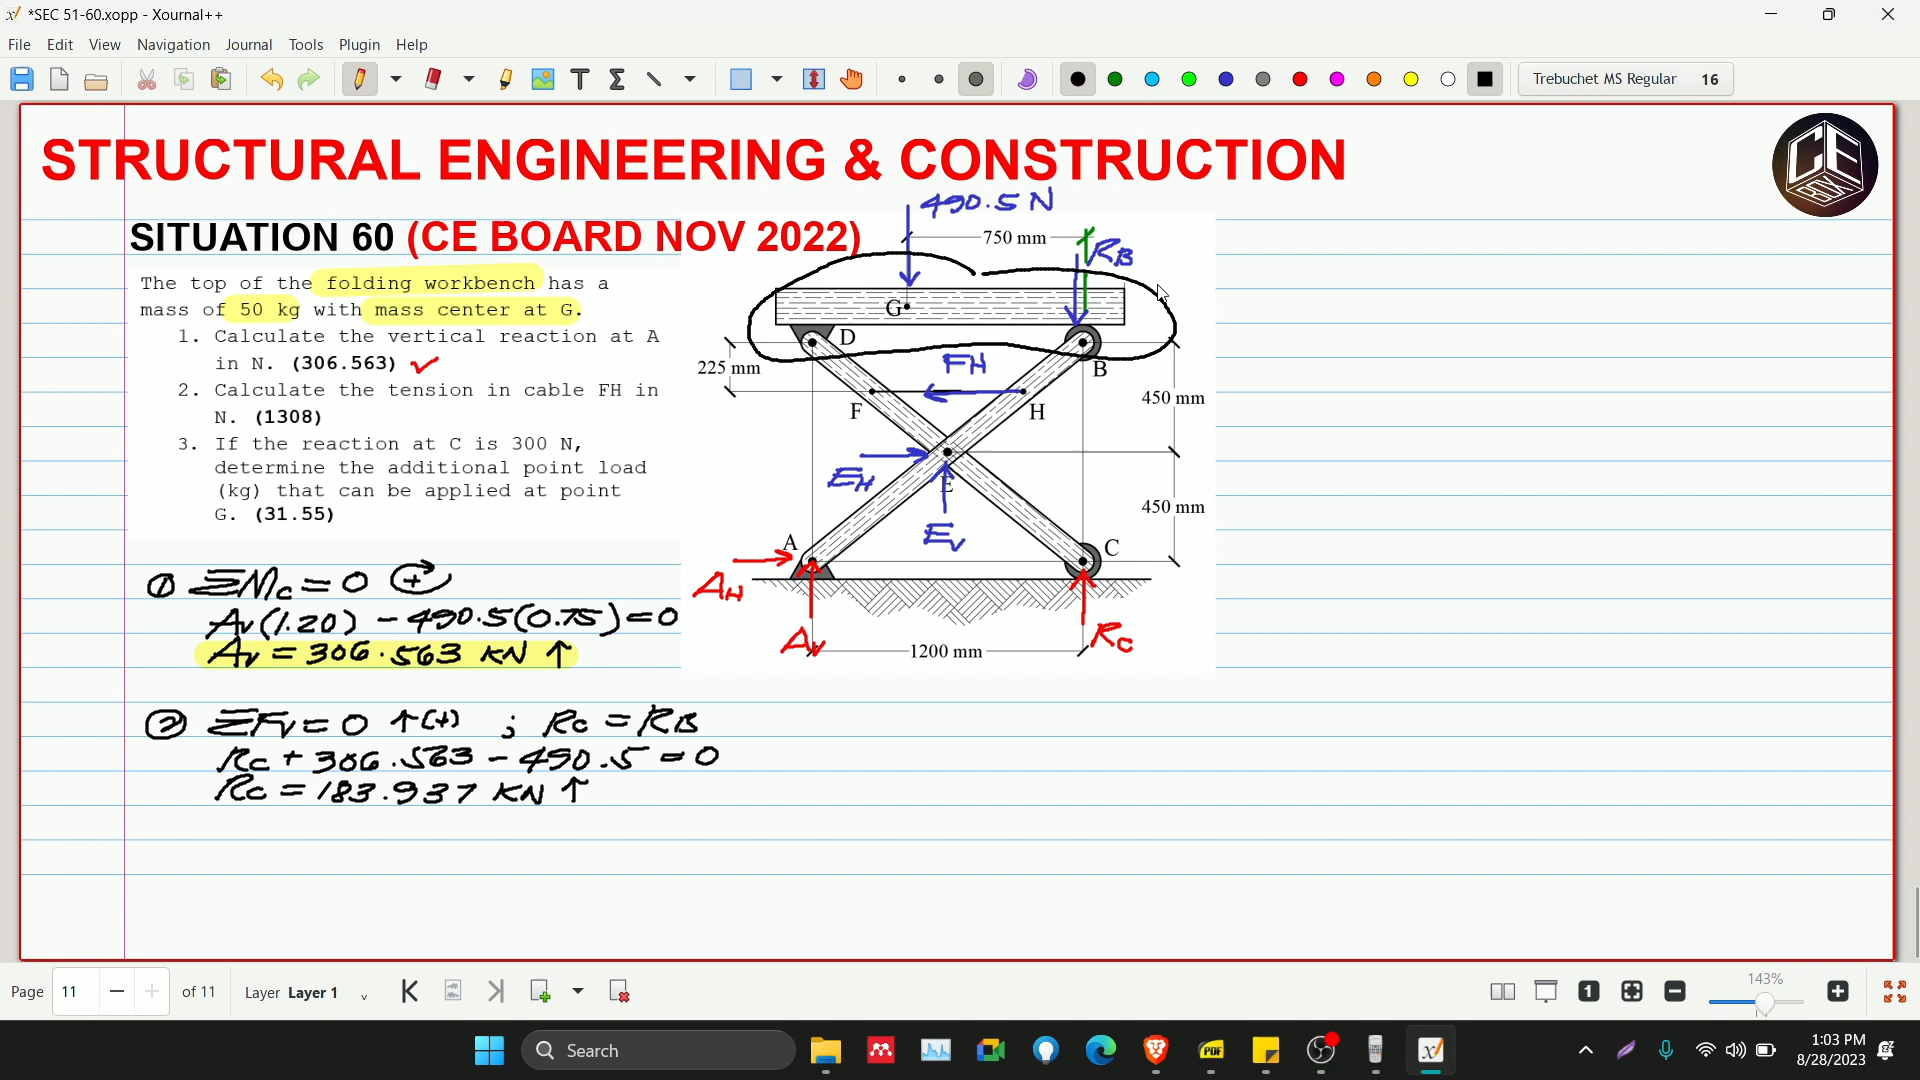 *SEC 51-60.xopp - Xournal++
File Edit View Navigation Journal Tools Plugin Help
Trebuchet MS Regular 16
STRUCTURAL ENGINEERING & CONSTRUCTION
CE
BOX
SITUATION 60 (CE BOARD NOV 2022)
The top of the folding workbench has a
mass of 50 kg with mass center at G.
1. Calculate the vertical reaction at A
in N. (306.563) ✓
2. Calculate the tension in cable FH in
N. (1308)
3. If the reaction at C is 300 N,
determine the additional point load
(kg) that can be applied at point
G. (31.55)
490.5 N
750 mm
RB
G
D
225 mm
FH
B
F
H
450 mm
EH
E
450 mm
EV
A
C
AH
AV
1200 mm
RC
① ΣMc = 0 (+)
Av(1.20) - 490.5(0.75) = 0
Av = 306.563 KN ↑
② ΣFv = 0 ↑(+) ; Rc = RB
Rc + 306.563 - 490.5 = 0
Rc = 183.937 KN ↑
Page 11 of 11 Layer Layer 1
1
143%
Search
PDF
1:03 PM
8/28/2023